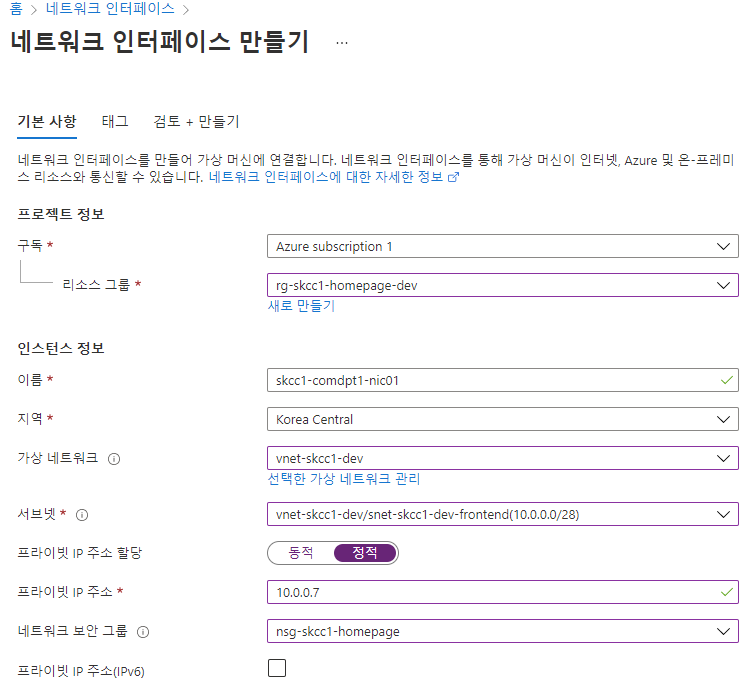 홈 > 네트워크 인터페이스 >
네트워크 인터페이스 만들기 ...
기본 사항 태그 검토 + 만들기
네트워크 인터페이스를 만들어 가상 머신에 연결합니다. 네트워크 인터페이스를 통해 가상 머신이 인터넷, Azure 및 온-프레미
스 리소스와 통신할 수 있습니다. 네트워크 인터페이스에 대한 자세한 정보
프로젝트 정보
구독 * Azure subscription 1
리소스 그룹 * rg-skcc1-homepage-dev
새로 만들기
인스턴스 정보
이름 * skcc1-comdpt1-nic01
지역 * Korea Central
가상 네트워크 vnet-skcc1-dev
선택한 가상 네트워크 관리
서브넷 * vnet-skcc1-dev/snet-skcc1-dev-frontend(10.0.0.0/28)
프라이빗 IP 주소 할당 동적 정적
프라이빗 IP 주소 * 10.0.0.7
네트워크 보안 그룹 nsg-skcc1-homepage
프라이빗 IP 주소(IPv6)